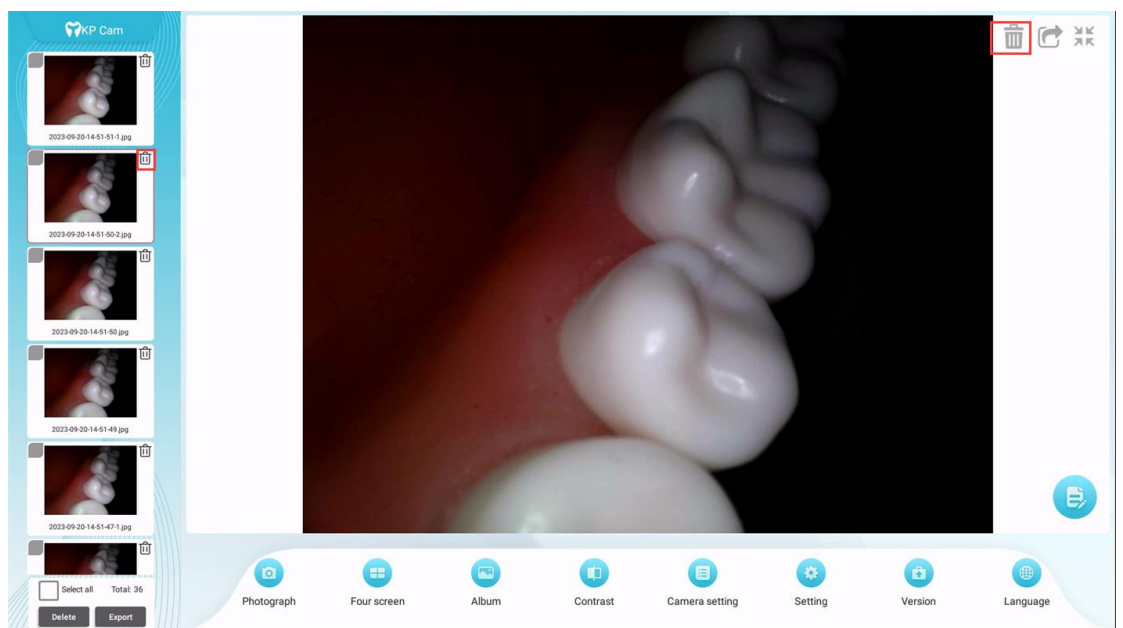 KP Cam
2023-09-20-14-51-51-1.jpg
2023-09-20-14-51-50-2.jpg
2023-09-20-14-51-50.jpg
2023-09-20-14-51-49.jpg
2023-09-20-14-51-47-1.jpg
Select all Total: 36
Delete Export
Photograph Four screen Album Contrast Camera setting Setting Version Language